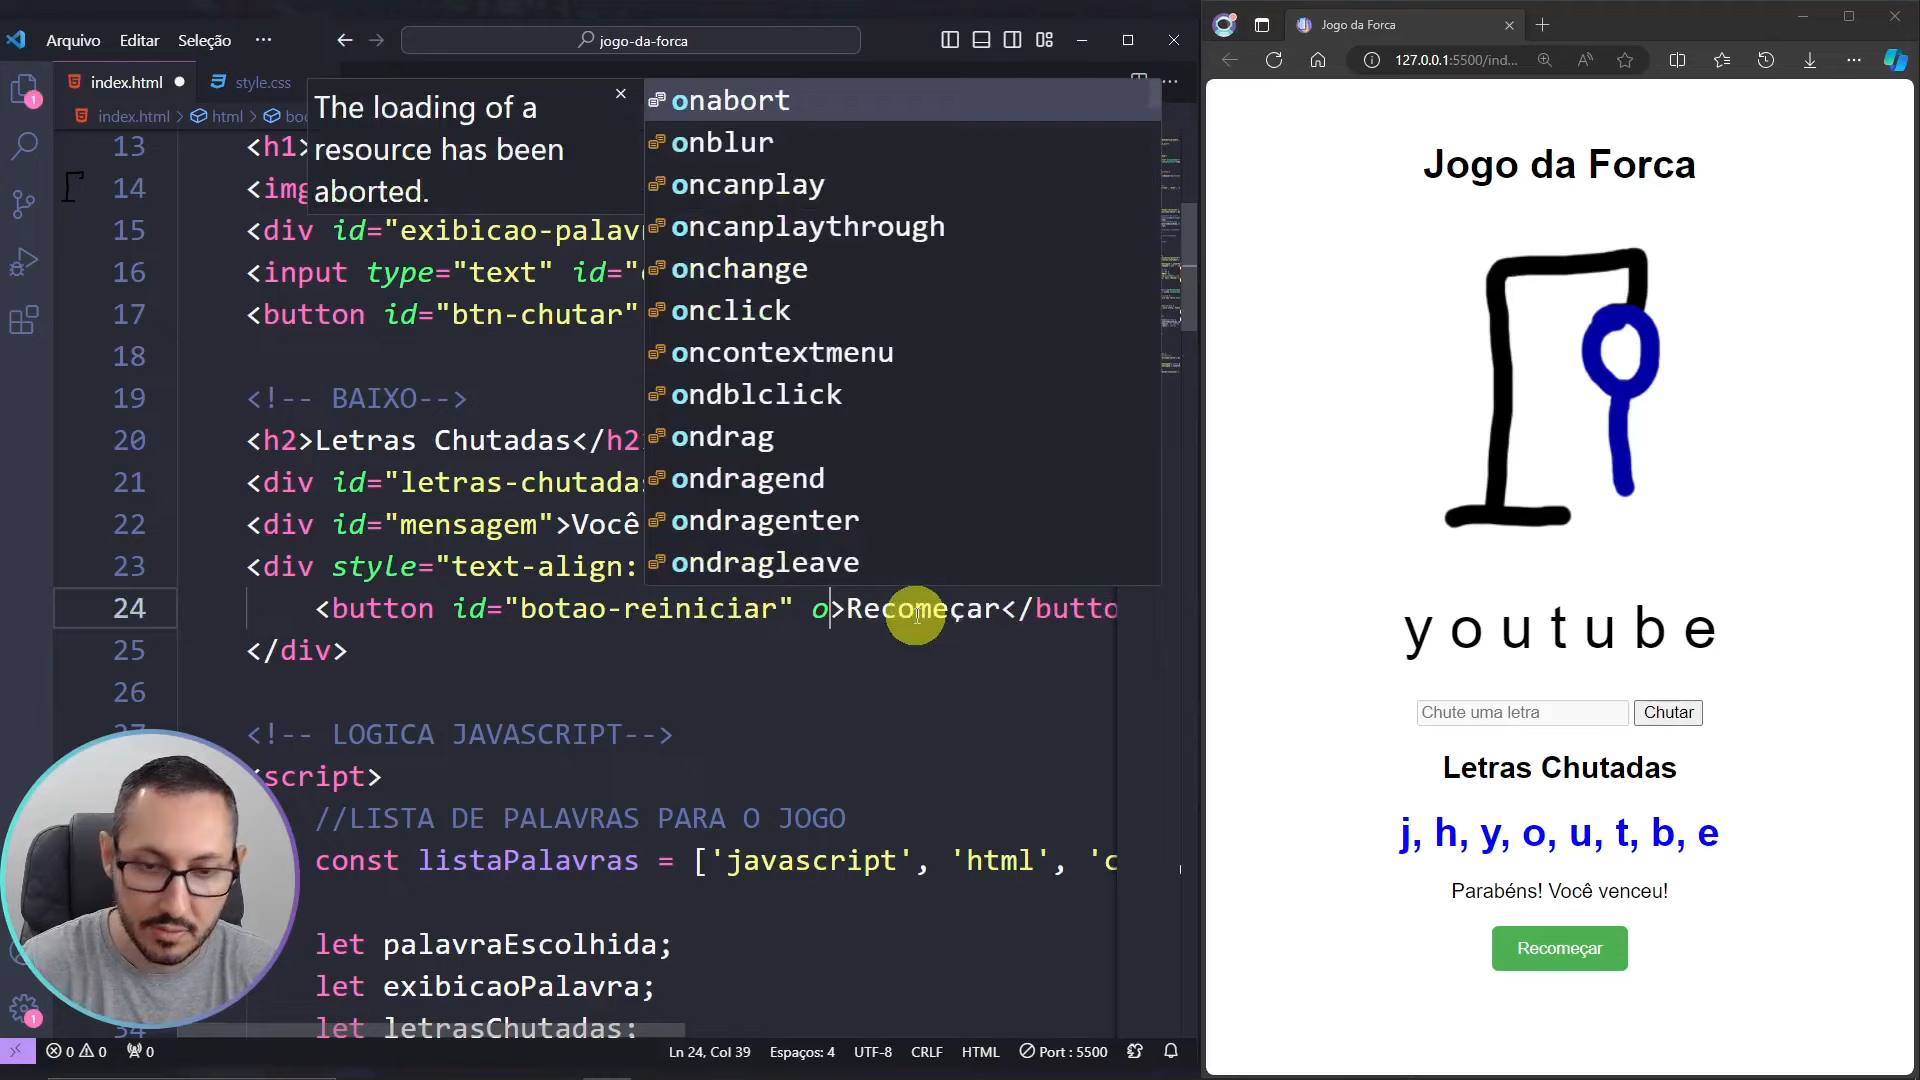 Arquivo Editar Seleção ···
jogo-da-forca
index.html
style.css
index.html > html >
The loading of a
resource has been
aborted.
onabort
onblur
oncanplay
oncanplaythrough
onchange
onclick
oncontextmenu
ondblclick
ondrag
ondragend
ondragenter
ondragleave
13 <h1>
14 <img
15 <div id="exibicao-palav
16 <input type="text" id="
17 <button id="btn-chutar"
18
19 <!-- BAIXO-->
20 <h2>Letras Chutadas</h2
21 <div id="letras-chutada
22 <div id="mensagem">Você
23 <div style="text-align:
24 <button id="botao-reiniciar" o>Recomeçar</butto
25 </div>
26
<!-- LOGICA JAVASCRIPT-->
<script>
//LISTA DE PALAVRAS PARA O JOGO
const listaPalavras = ['javascript', 'html', 'c
let palavraEscolhida;
let exibicaoPalavra;
let letrasChutadas;
1
1
0 0 0
Ln 24, Col 39 Espaços: 4 UTF-8 CRLF HTML Port : 5500
Jogo da Forca
127.0.0.1:5500/ind...
Jogo da Forca
y o u t u b e
Chute uma letra Chutar
Letras Chutadas
j, h, y, o, u, t, b, e
Parabéns! Você venceu!
Recomeçar